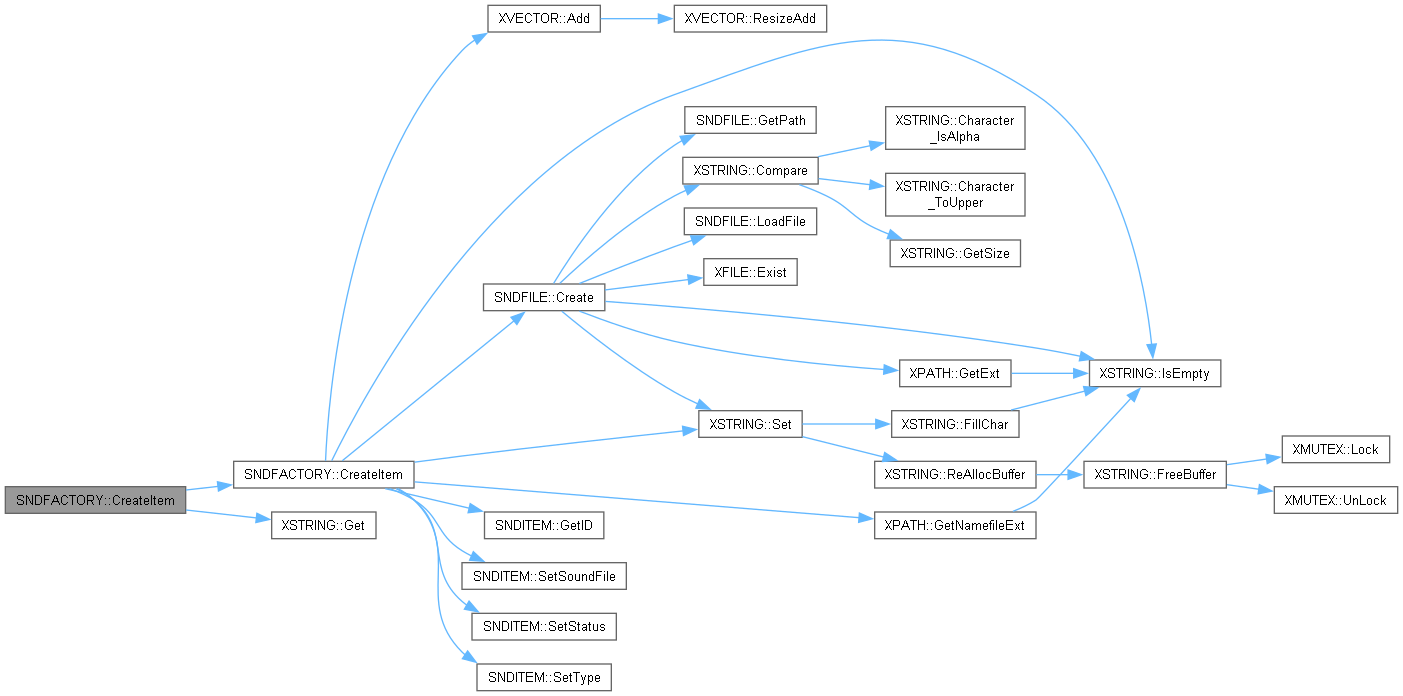 XVECTOR::Add
XVECTOR::ResizeAdd
SNDFILE::GetPath
XSTRING::Character
_IsAlpha
XSTRING::Compare
XSTRING::Character
_ToUpper
SNDFILE::LoadFile
XSTRING::GetSize
XFILE::Exist
SNDFILE::Create
XPATH::GetExt
XSTRING::IsEmpty
XSTRING::Set
XSTRING::FillChar
XMUTEX::Lock
SNDFACTORY::CreateItem
XSTRING::ReAllocBuffer
XSTRING::FreeBuffer
SNDFACTORY::CreateItem
XMUTEX::UnLock
XSTRING::Get
SNDITEM::GetID
XPATH::GetNamefileExt
SNDITEM::SetSoundFile
SNDITEM::SetStatus
SNDITEM::SetType